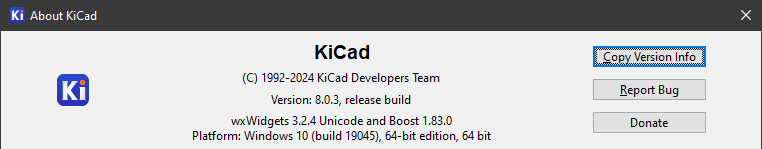 Ki About KiCad
KiCad
Copy Version Info
(C) 1992-2024 KiCad Developers Team
Ki
Report Bug
Version: 8.0.3, release build
wxWidgets 3.2.4 Unicode and Boost 1.83.0
Donate
Platform: Windows 10 (build 19045), 64-bit edition, 64 bit